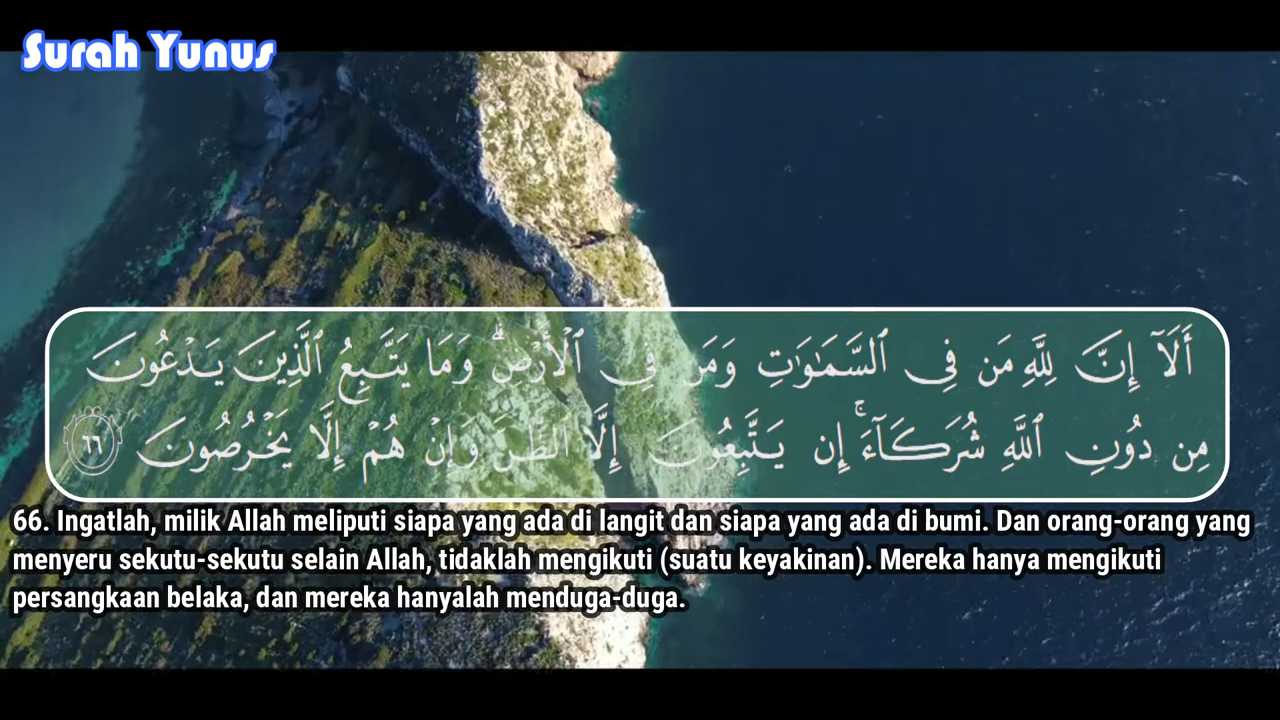 Surah Yunus
أَلَآ إِنَّ لِلَّهِ مَن فِى ٱلسَّمَـٰوَٰتِ وَمَن فِى ٱلْأَرْضِ ۗ وَمَا يَتَّبِعُ ٱلَّذِينَ يَدْعُونَ
مِن دُونِ ٱللَّهِ شُرَكَآءَ ۚ إِن يَتَّبِعُونَ إِلَّا ٱلظَّنَّ وَإِنْ هُمْ إِلَّا يَخْرُصُونَ ٦٦
66. Ingatlah, milik Allah meliputi siapa yang ada di langit dan siapa yang ada di bumi. Dan orang-orang yang
menyeru sekutu-sekutu selain Allah, tidaklah mengikuti (suatu keyakinan). Mereka hanya mengikuti
persangkaan belaka, dan mereka hanyalah menduga-duga.